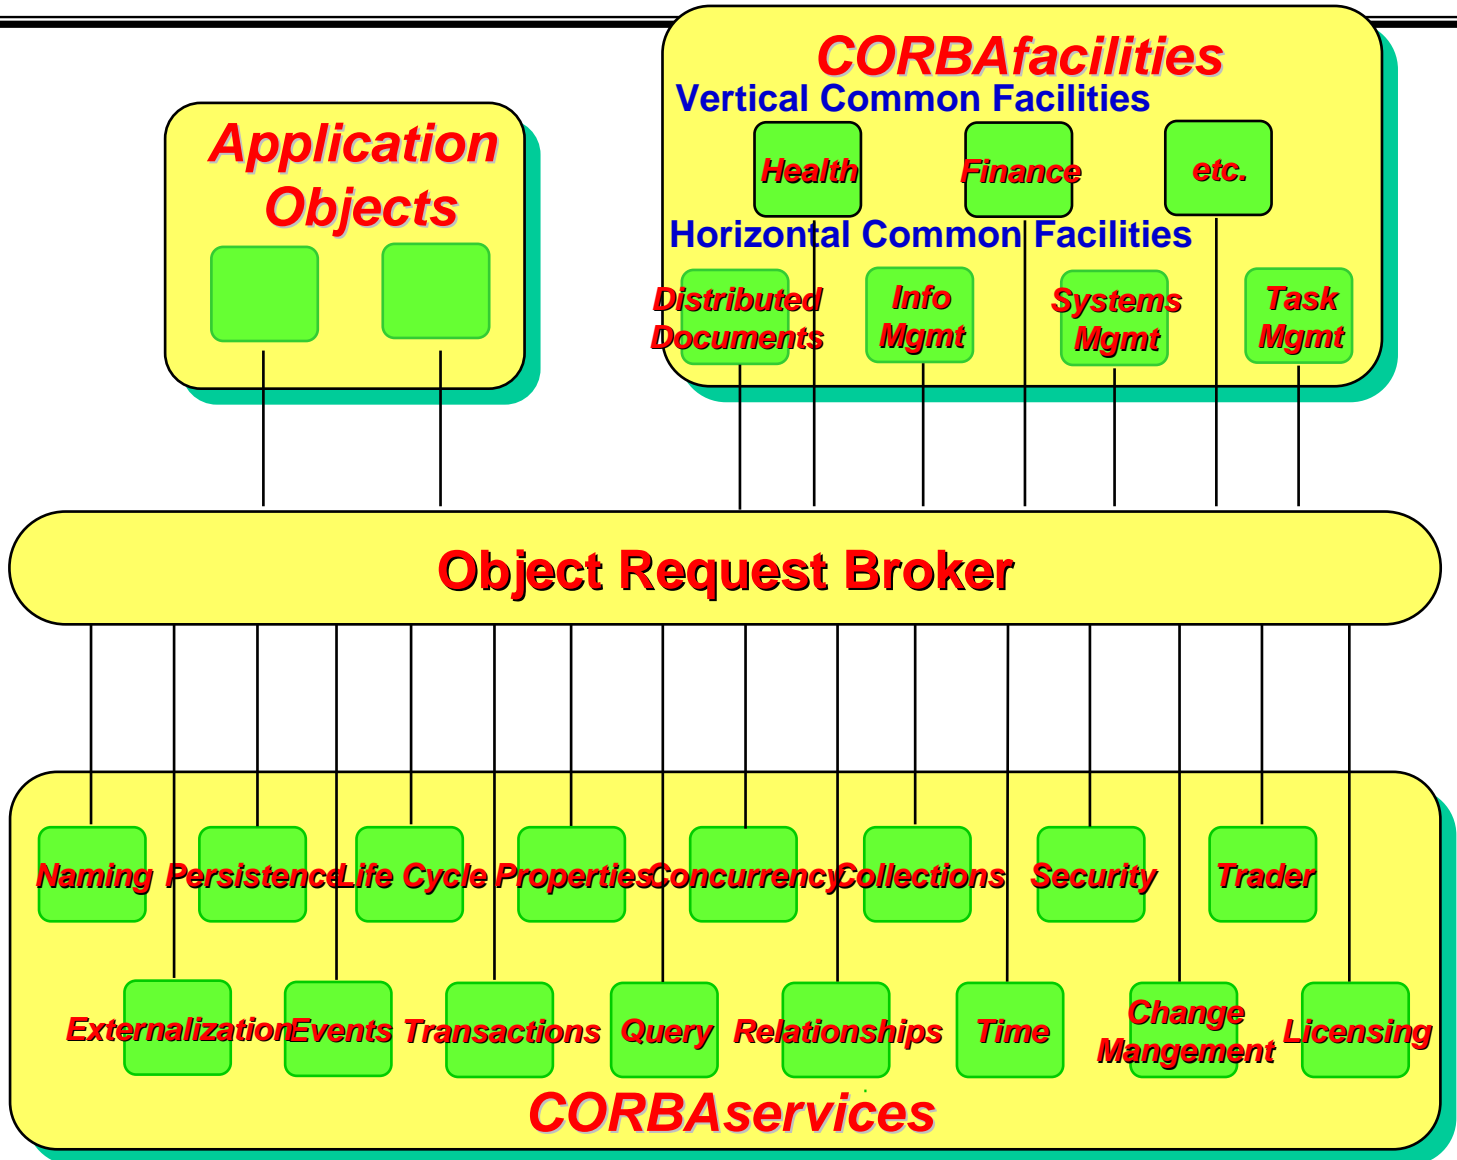 CORBAfacilities
Vertical Common Facilities
Application
Objects
Health
Finance
etc.
Horizontal Common Facilities
Distributed
Documents
Info
Mgmt
Systems
Mgmt
Task
Mgmt
Object Request Broker
Naming
Persistence
Life Cycle
Properties
Concurrency
Collections
Security
Trader
Externalization
Events
Transactions
Query
Relationships
Time
Change
Mangement
Licensing
CORBAservices